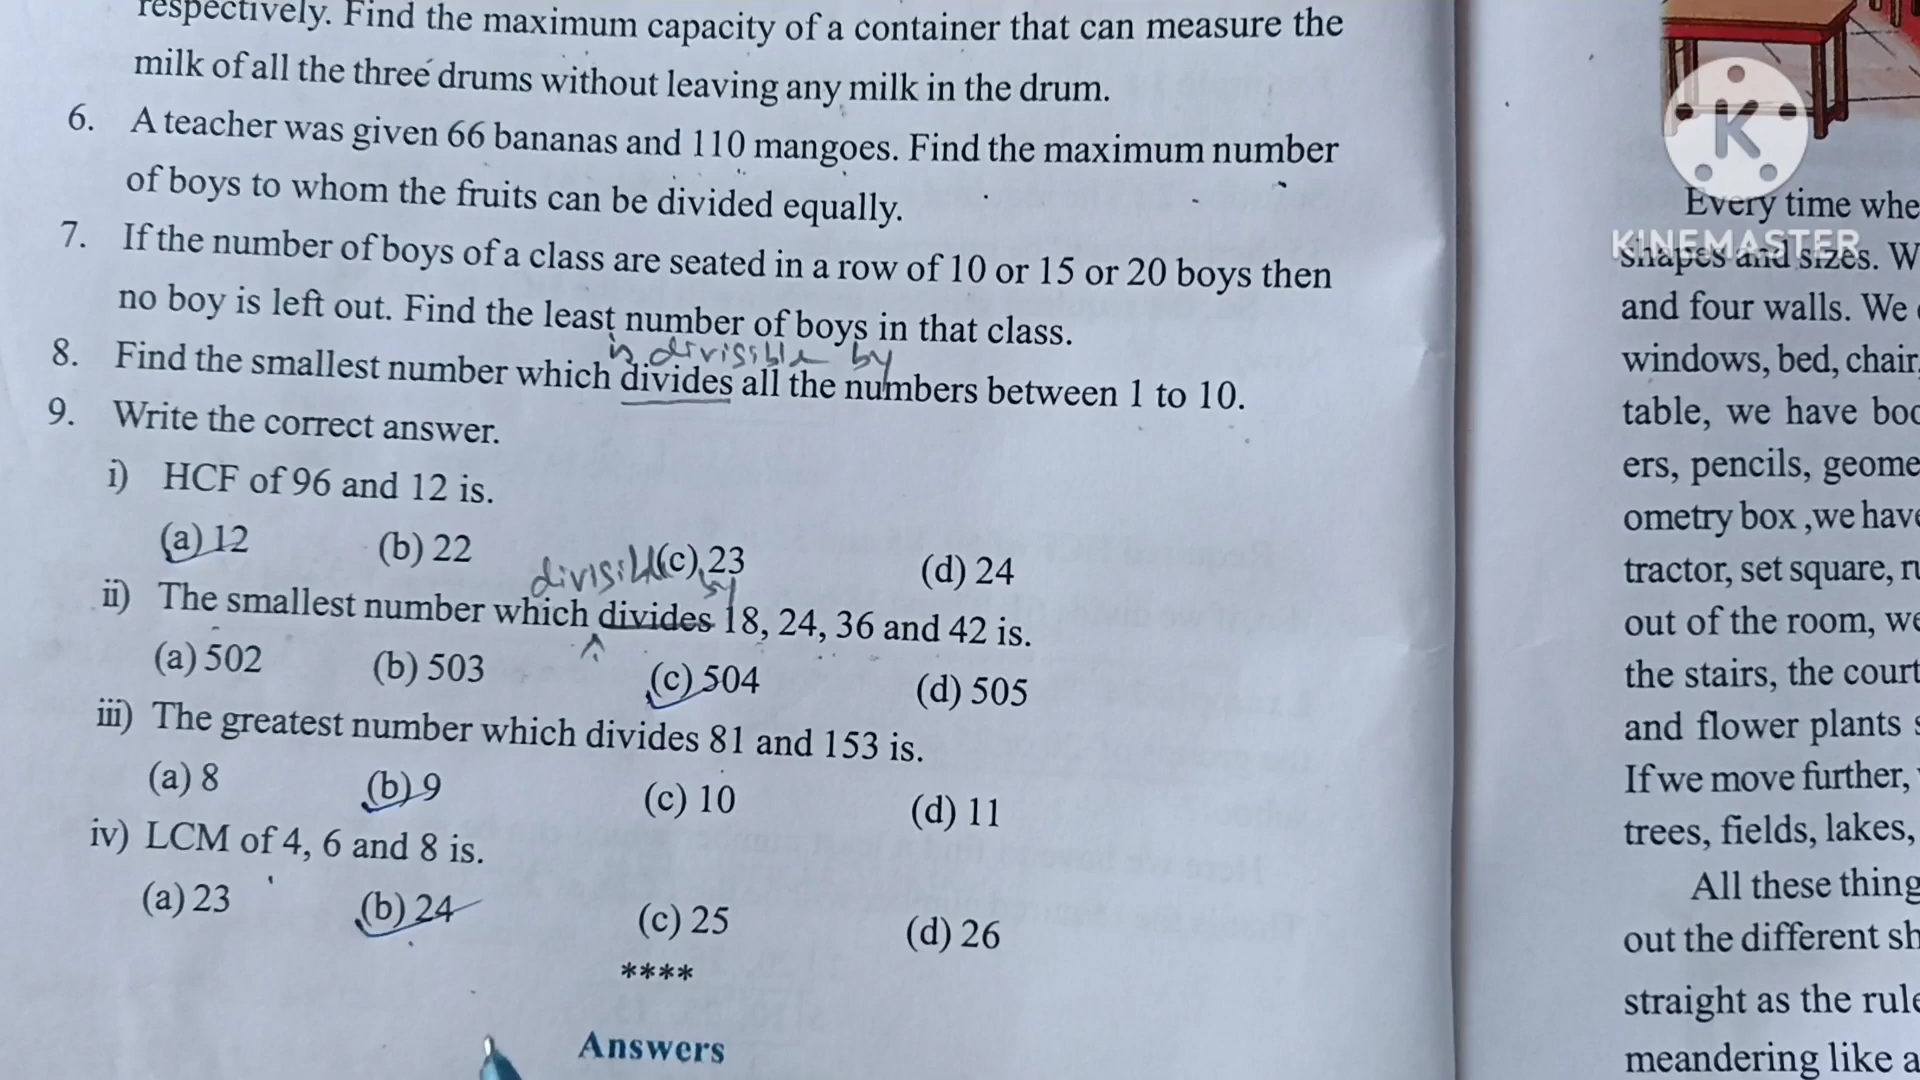 respectively. Find the maximum capacity of a container that can measure the
milk of all the three drums without leaving any milk in the drum.
6. A teacher was given 66 bananas and 110 mangoes. Find the maximum number
of boys to whom the fruits can be divided equally.
7. If the number of boys of a class are seated in a row of 10 or 15 or 20 boys then
no boy is left out. Find the least number of boys in that class.
is divisible by
8. Find the smallest number which divides all the numbers between 1 to 10.
9. Write the correct answer.
i) HCF of 96 and 12 is.
(a) 12 (b) 22 (c) 23 (d) 24
divisible by
ii) The smallest number which divides 18, 24, 36 and 42 is.
(a) 502 (b) 503 (c) 504 (d) 505
iii) The greatest number which divides 81 and 153 is.
(a) 8 (b) 9 (c) 10 (d) 11
iv) LCM of 4, 6 and 8 is.
(a) 23 (b) 24 (c) 25 (d) 26
****
Answers
K
KINEMASTER
Every time whe
shapes and sizes. W
and four walls. We
windows, bed, chair,
table, we have boo
ers, pencils, geome
ometry box ,we have
tractor, set square, ru
out of the room, we
the stairs, the court
and flower plants s
If we move further,
trees, fields, lakes,
All these thing
out the different sh
straight as the rule
meandering like a